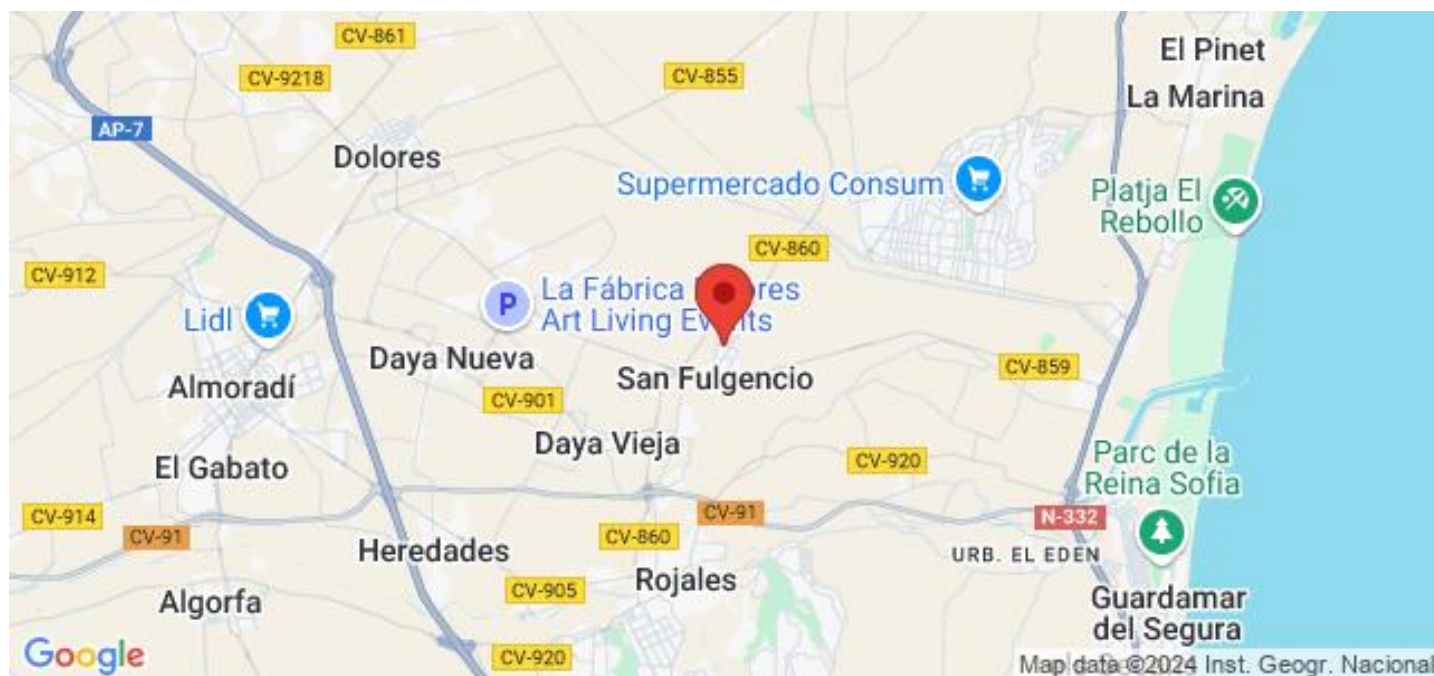 CV-861
El Pinet
CV-9218
CV-855
La Marina
AP-7
Dolores
Supermercado Consum
Platja El
Rebollo
CV-860
CV-912
La Fábrica
Art Living Events
P
Lidl
Daya Nueva
CV-859
San Fulgencio
Almoradí
CV-901
Daya Vieja
Parc de la
Reina Sofia
El Gabato
CV-920
CV-914
CV-91
CV-91
N-332
CV-860
Heredades
URB. EL EDEN
Rojales
CV-905
Algorfa
Guardamar
del Segura
Google
CV-920
Map data ©2024 Inst. Geogr. Nacional